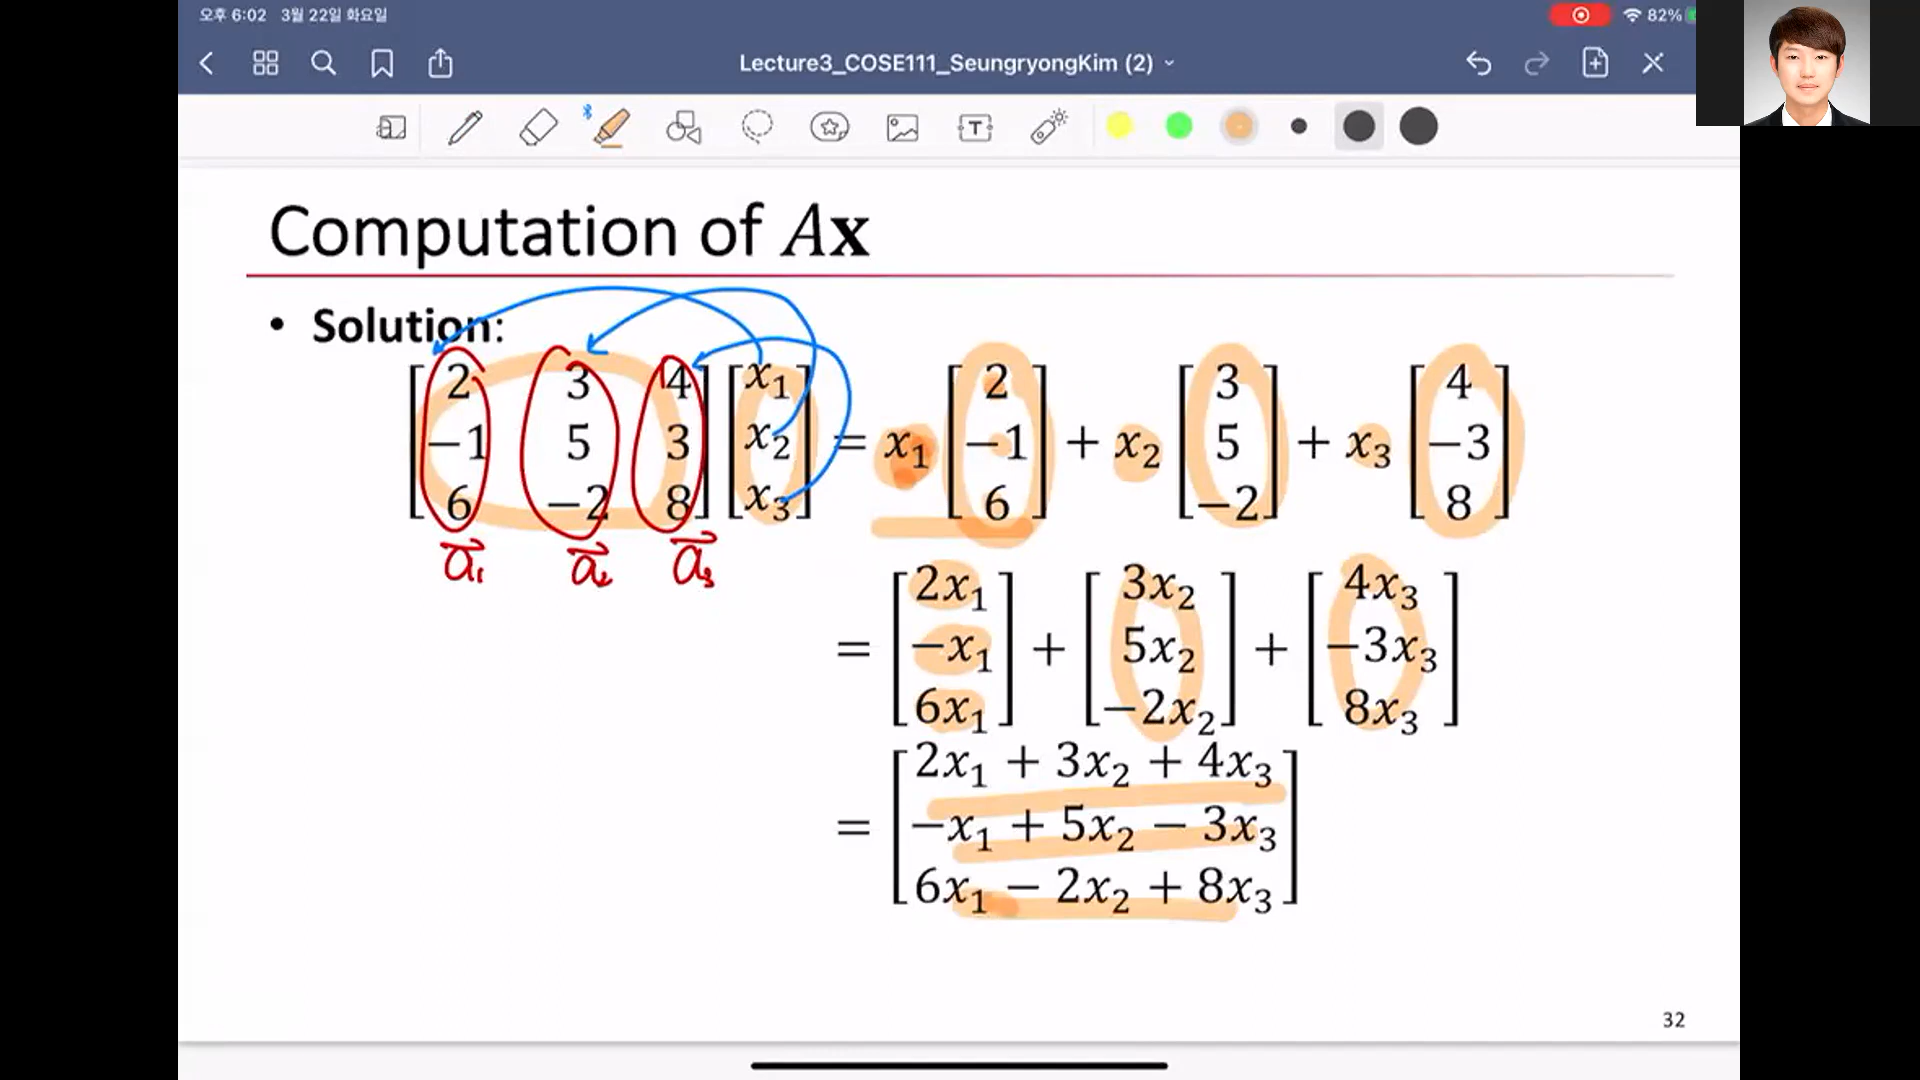 오후 6:02 3월 22일 화요일 82%
Lecture3_COSE111_SeungryongKim (2)
Computation of Ax
• Solution:
[2 3 4; −1 5 3; 6 −2 8] [x₁; x₂; x₃] = x₁ [2; −1; 6] + x₂ [3; 5; −2] + x₃ [4; −3; 8]
a⃗₁ a⃗₂ a⃗₃
= [2x₁; −x₁; 6x₁] + [3x₂; 5x₂; −2x₂] + [4x₃; −3x₃; 8x₃]
= [2x₁ + 3x₂ + 4x₃; −x₁ + 5x₂ − 3x₃; 6x₁ − 2x₂ + 8x₃]
32